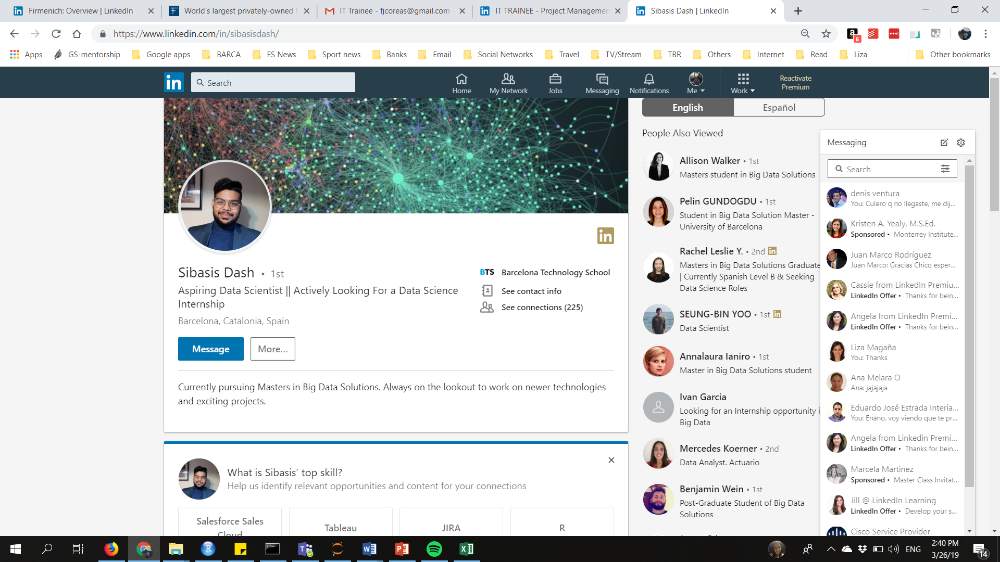 Firmenich: Overview | LinkedIn
World's largest privately-owned f
IT Trainee - fjcoreas@gmail.com
IT TRAINEE - Project Managemen
Sibasis Dash | LinkedIn
https://www.linkedin.com/in/sibasisdash/
6
Apps
GS-mentorship
Google apps
BARCA
ES News
Sport news
Banks
Email
Social Networks
Travel
TV/Stream
TBR
Others
Internet
Read
Liza
Other bookmarks
in
Search
Home
My Network
Jobs
Messaging
Notifications
Me
Work
Reactivate
Premium
Sibasis Dash • 1st
Aspiring Data Scientist || Actively Looking For a Data Science
Internship
Barcelona, Catalonia, Spain
BTS Barcelona Technology School
See contact info
See connections (225)
Message
More...
Currently pursuing Masters in Big Data Solutions. Always on the lookout to work on newer technologies
and exciting projects.
What is Sibasis' top skill?
Help us identify relevant opportunities and content for your connections
Salesforce Sales
Cloud
Tableau
JIRA
R
English
Español
People Also Viewed
Allison Walker • 1st
Masters student in Big Data Solutions
Pelin GUNDOGDU • 1st
Student in Big Data Solution Master -
University of Barcelona
Rachel Leslie Y. • 2nd in
Masters in Big Data Solutions Graduate
| Currently Spanish Level B & Seeking
Data Science Roles
SEUNG-BIN YOO • 1st in
Data Scientist
Annalaura Ianiro • 1st
Master in Big Data Solutions student
Ivan Garcia
Looking for an Internship opportunity i
Big Data
Mercedes Koerner • 2nd
Data Analyst. Actuario
Benjamin Wein • 1st
Post-Graduate Student of Big Data
Solutions
Messaging
Search
denis ventura
You: Culero q no llegaste, me dij...
Kristen A. Yealy, M.S.Ed.
Sponsored • Monterrey Institute...
Juan Marco Rodríguez
Juan Marco: Gracias Chico esper...
Cassie from LinkedIn Premiu...
LinkedIn Offer • Thanks for bein...
Angela from LinkedIn Premi...
LinkedIn Offer • Thanks for bein...
Liza Magaña
You: Thanks
Ana Melara O
Ana: jajajaja
Eduardo José Estrada Interia...
You: Enano, voy viendo que te pr...
Angela from Linkedin Premi...
LinkedIn Offer • Thanks for bein...
Marcela Martinez
Sponsored • Master Class Invitat...
Jill @ LinkedIn Learning
LinkedIn Offer • Develop your s...
Cisco Service Provider
ENG
2:40 PM
3/26/19
14